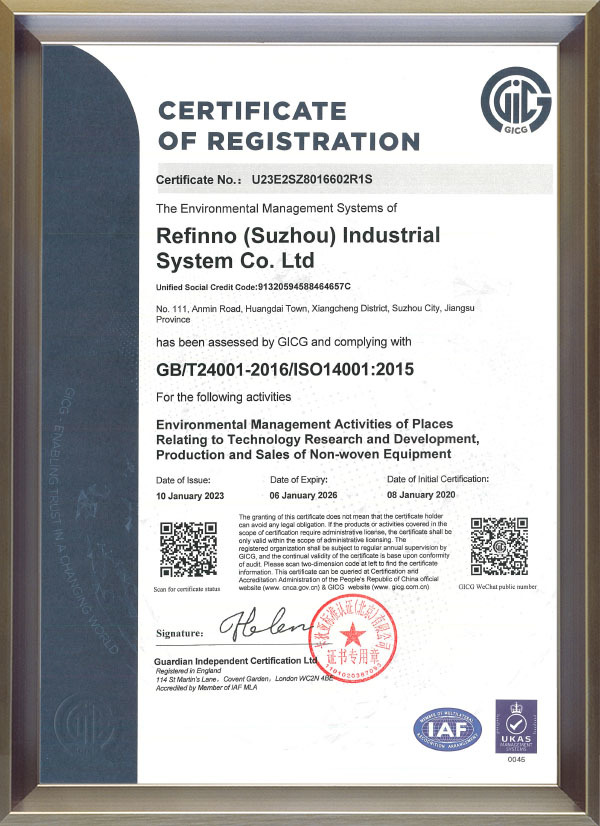 GICG
CERTIFICATE
OF REGISTRATION
Certificate No.: U23E2SZ8016602R1S
The Environmental Management Systems of
Refinno (Suzhou) Industrial
System Co. Ltd
Unified Social Credit Code:91320594588464657C
No. 111, Anmin Road, Huangdai Town, Xiangcheng District, Suzhou City, Jiangsu
Province
has been assessed by GICG and complying with
GB/T24001-2016/ISO14001:2015
For the following activities
Environmental Management Activities of Places
Relating to Technology Research and Development,
Production and Sales of Non-woven Equipment
Date of Issue: Date of Expiry: Date of Initial Certification:
10 January 2023 06 January 2026 08 January 2020
The granting of this certificate does not mean that the certificate holder
can avoid any legal obligation. If the products or activities covered in the
scope of certification require administrative license, the certificate shall be
only valid within the scope of administrative licensing. The
registered organization shall be subject to regular annual supervision by
GICG, and the continual validity of the certificate is base upon conformity
of audit. Please scan two-dimension code at left to find the certificate
information. This certificate can be queried at Certification and
Accreditation Administration of the People's Republic of China official
website (www. cnca.gov.cn) & GICG website (www. gicg.com.cn)
Scan for certificate status
GICG WeChat public number
Signature: Helen
证书专用章
Guardian Independent Certification Ltd
Registered in England
114 St Martin's Lane, Covent Garden, London WC2N 4BE
Accredited by Member of IAF MLA
GICG - ENABLING TRUST IN A
WORLD
MEMBER OF MULTILATERAL
IAF
RECOGNITION ARRANGEMENT
UKAS
MANAGEMENT
SYSTEMS
0046